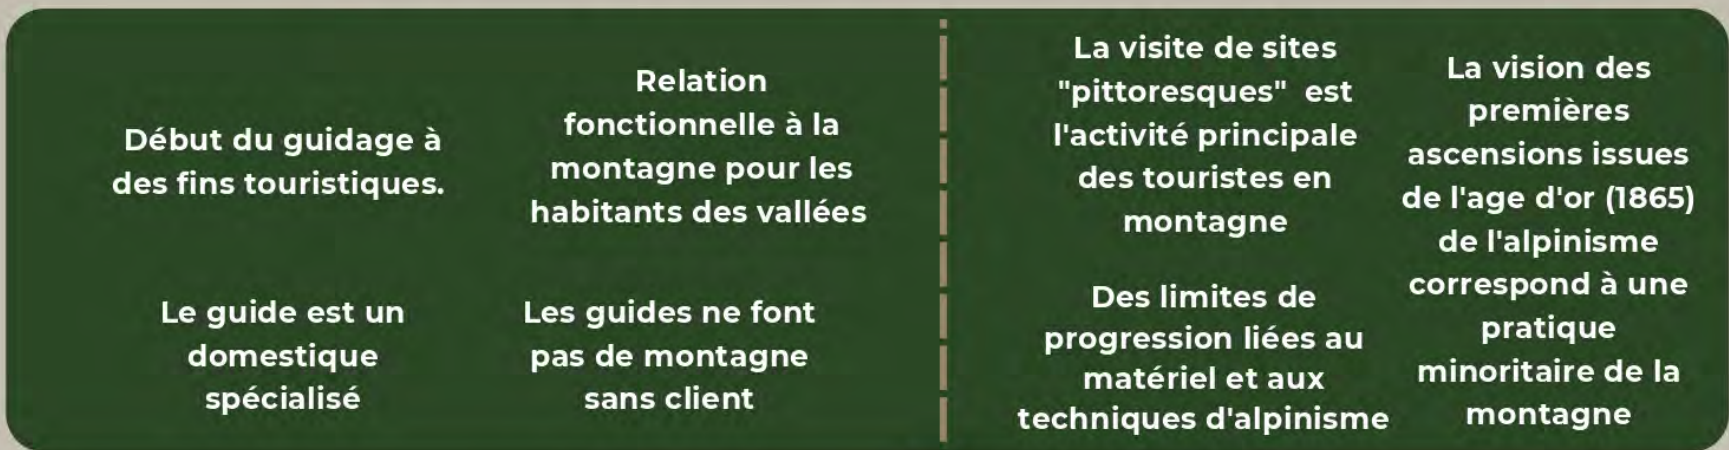 Début du guidage à
des fins touristiques.
Relation
fonctionnelle à la
montagne pour les
habitants des vallées
Le guide est un
domestique
spécialisé
Les guides ne font
pas de montagne
sans client
La visite de sites
"pittoresques"  est
l'activité principale
des touristes en
montagne
Des limites de
progression liées au
matériel et aux
techniques d'alpinisme
La vision des
premières
ascensions issues
de l'age d'or (1865)
de l'alpinisme
correspond à une
pratique
minoritaire de la
montagne